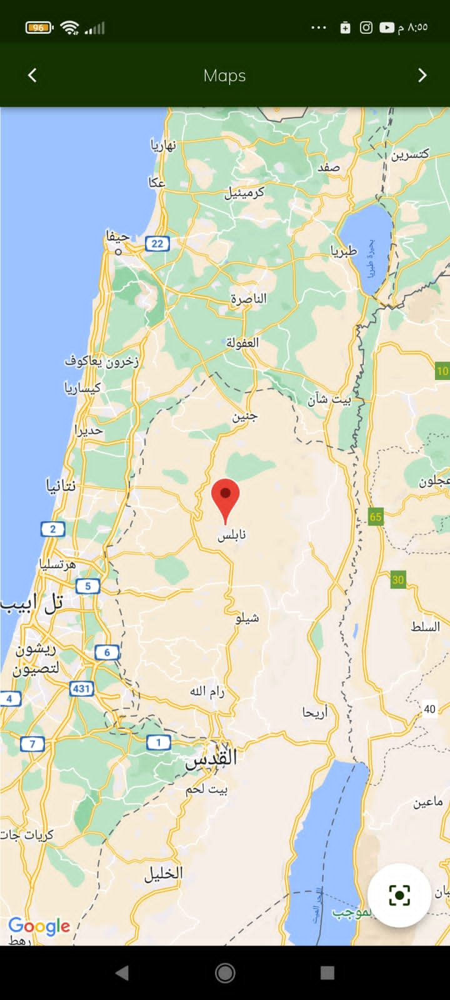 96
٨:٥٥ م
Maps
نهاريا
كتسرين
صفد
عكا
كرميئيل
حيفا
22
طبريا
بحيرة طبريا
الناصرة
العفولة
زخرون يعاكوف
10
كيساريا
بيت شآن
جنين
حديرا
عجلون
نتانيا
65
2
نابلس
هرتسليا
30
5
تل ابيب
شيلو
السلط
ريشون
لتصيون
6
431
رام الله
4
40
أريحا
7
1
القدس
بيت لحم
ماعين
كريات جات
الخليل
البحر الميت
لموجب
بان
Google
رهط